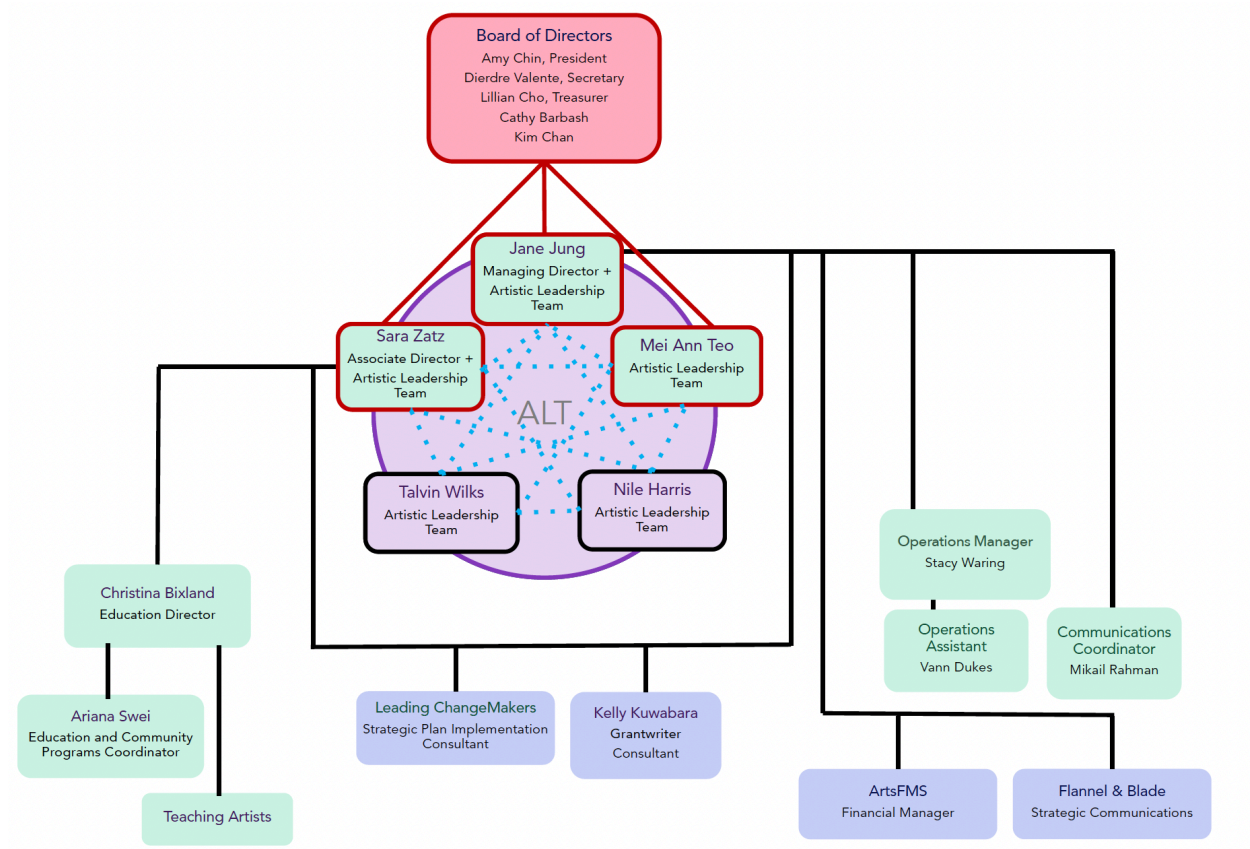 Board of Directors
Amy Chin, President
Dierdre Valente, Secretary
Lillian Cho, Treasurer
Cathy Barbash
Kim Chan
Jane Jung
Managing Director +
Artistic Leadership
Team
Sara Zatz
Associate Director +
Artistic Leadership
Team
Mei Ann Teo
Artistic Leadership
Team
ALT
Talvin Wilks
Artistic Leadership
Team
Nile Harris
Artistic Leadership
Team
Operations Manager
Stacy Waring
Christina Bixland
Education Director
Operations
Assistant
Vann Dukes
Communications
Coordinator
Mikail Rahman
Ariana Swei
Education and Community
Programs Coordinator
Leading ChangeMakers
Strategic Plan Implementation
Consultant
Kelly Kuwabara
Grantwriter
Consultant
Teaching Artists
ArtsFMS
Financial Manager
Flannel & Blade
Strategic Communications